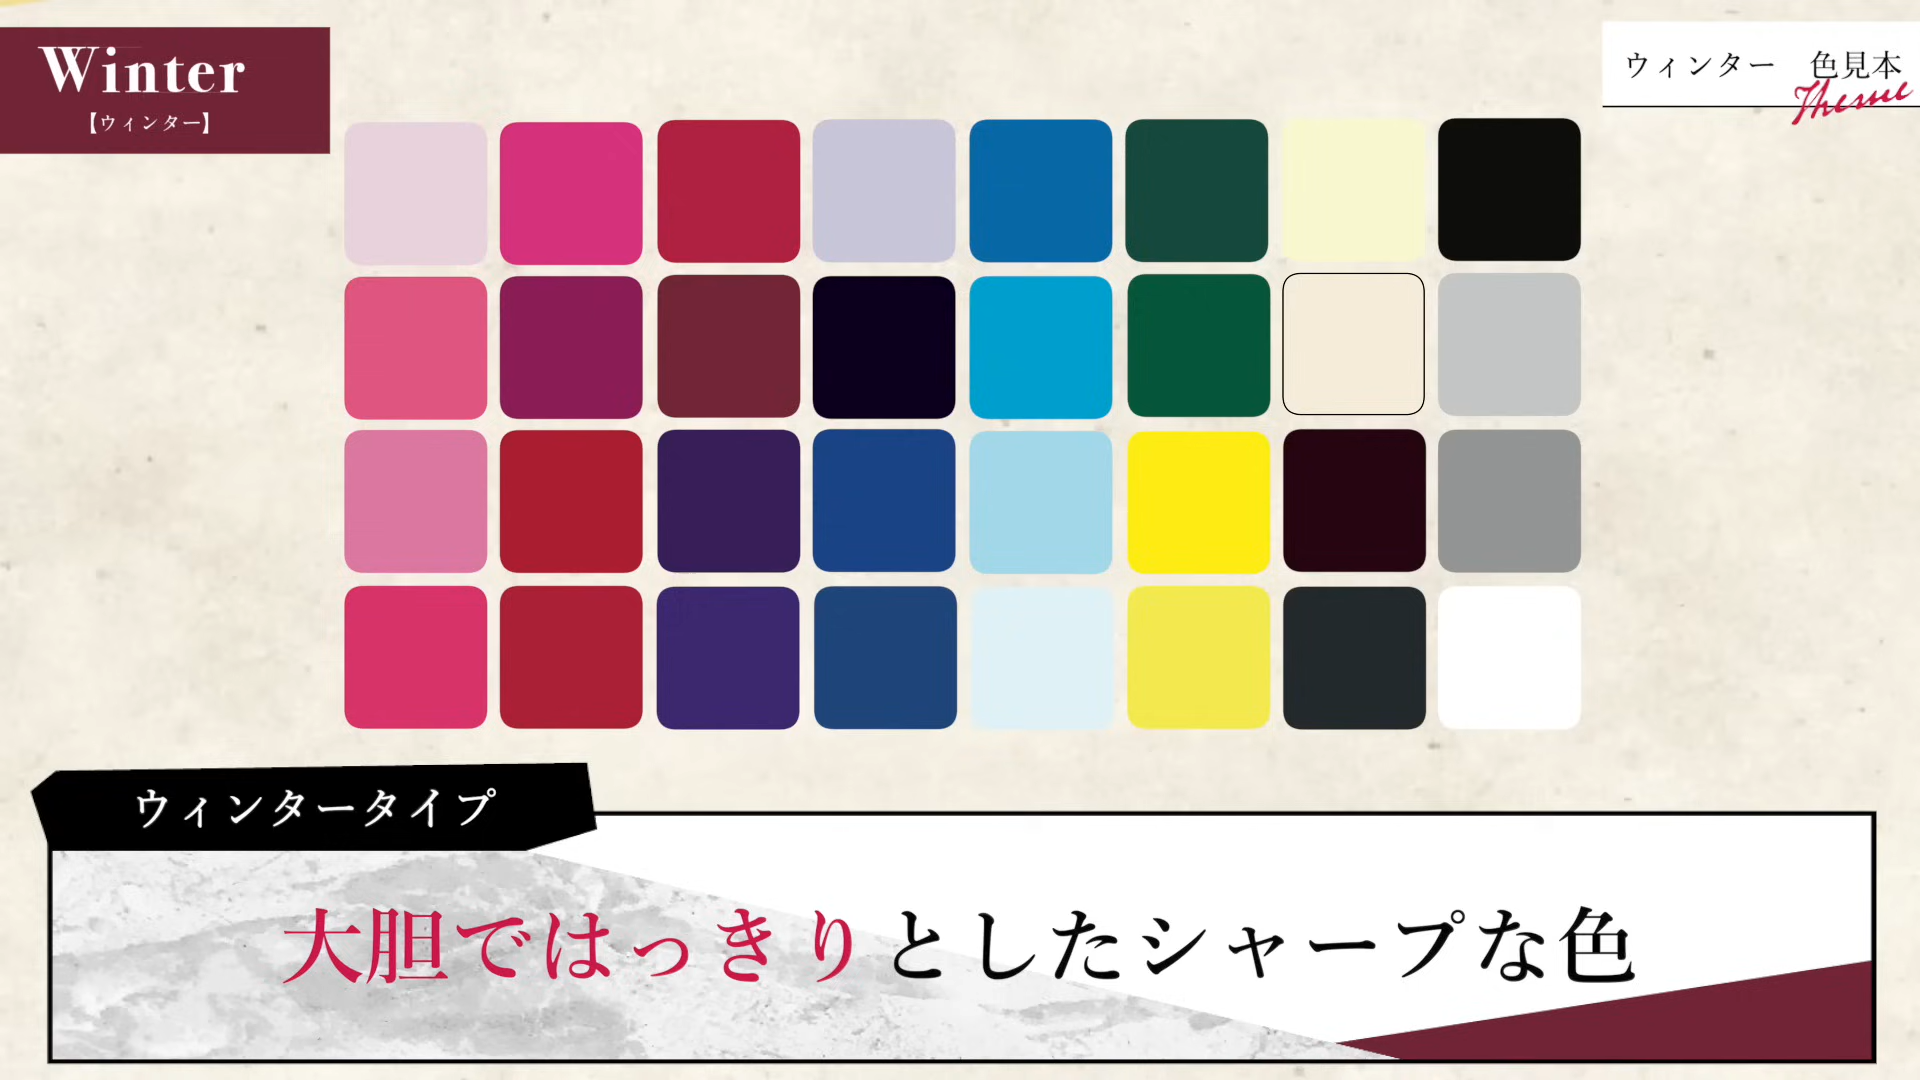 Winter
【ウィンター】
ウィンター 色見本
Theme
ウィンタータイプ
大胆ではっきりとしたシャープな色